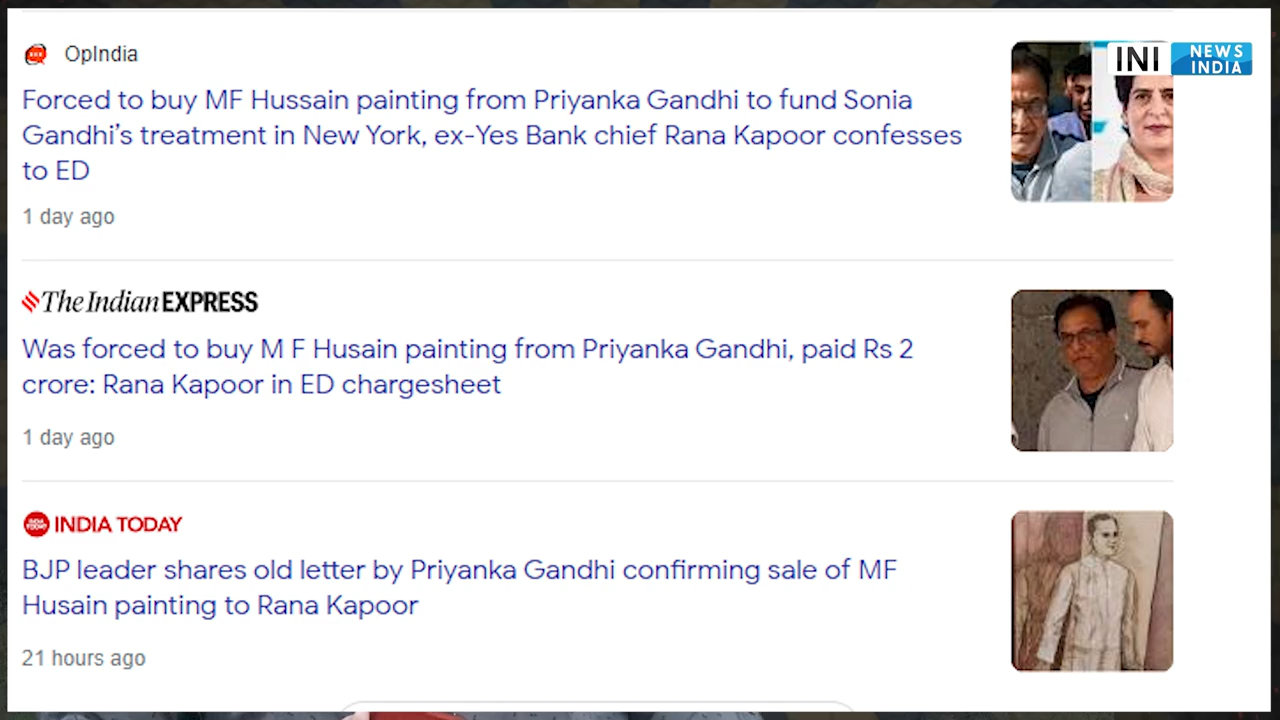 OpIndia
INI NEWS INDIA
Forced to buy MF Hussain painting from Priyanka Gandhi to fund Sonia
Gandhi’s treatment in New York, ex-Yes Bank chief Rana Kapoor confesses
to ED
1 day ago
The Indian EXPRESS
Was forced to buy M F Husain painting from Priyanka Gandhi, paid Rs 2
crore: Rana Kapoor in ED chargesheet
1 day ago
INDIA TODAY
BJP leader shares old letter by Priyanka Gandhi confirming sale of MF
Husain painting to Rana Kapoor
21 hours ago